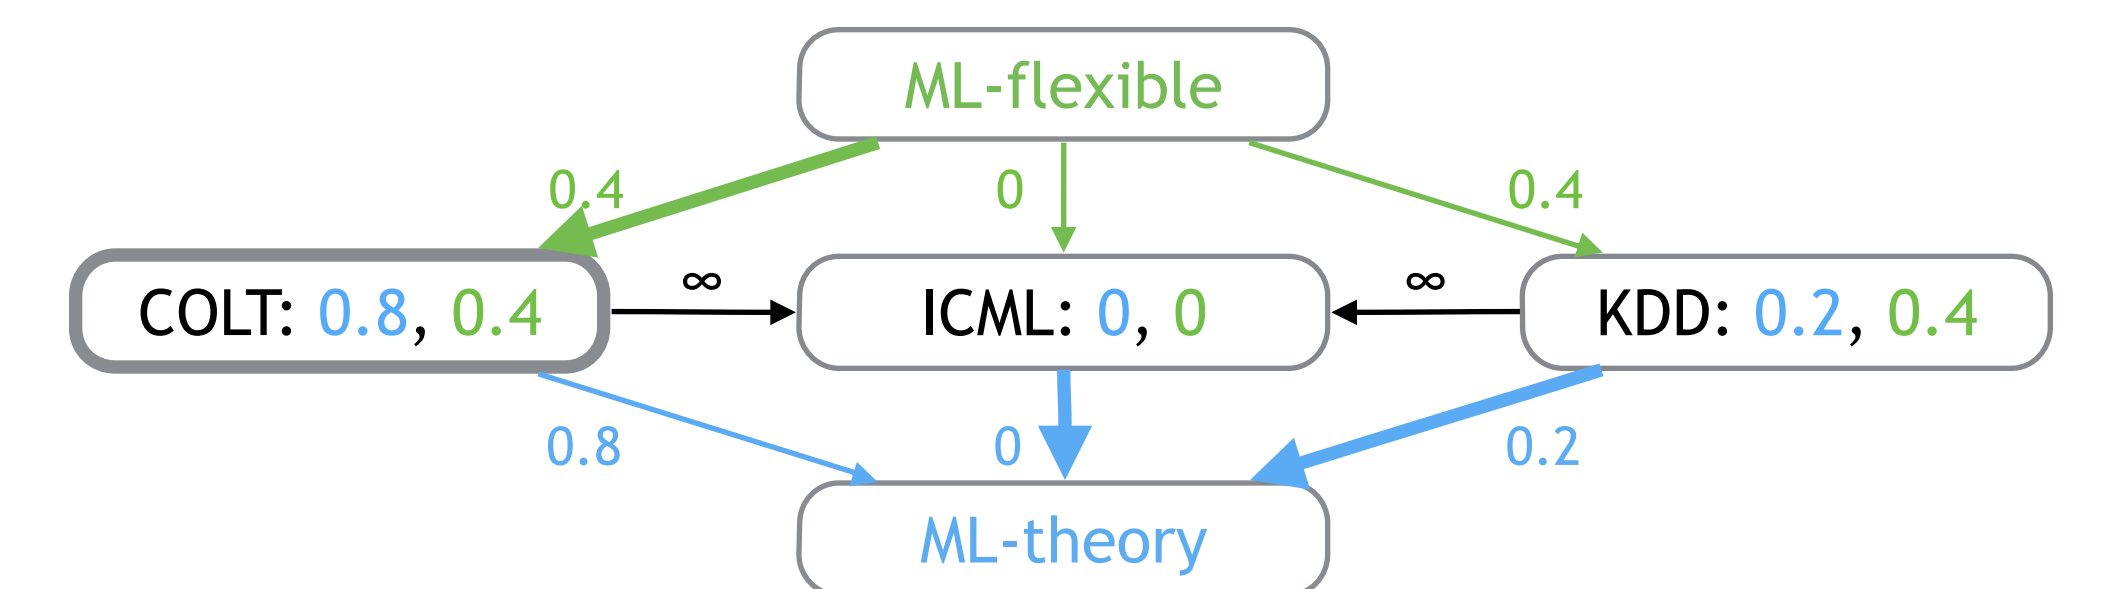 ML-flexible
0.4
0
0.4
COLT: 0.8, 0.4
∞
ICML: 0, 0
∞
KDD: 0.2, 0.4
0.8
0
0.2
ML-theory